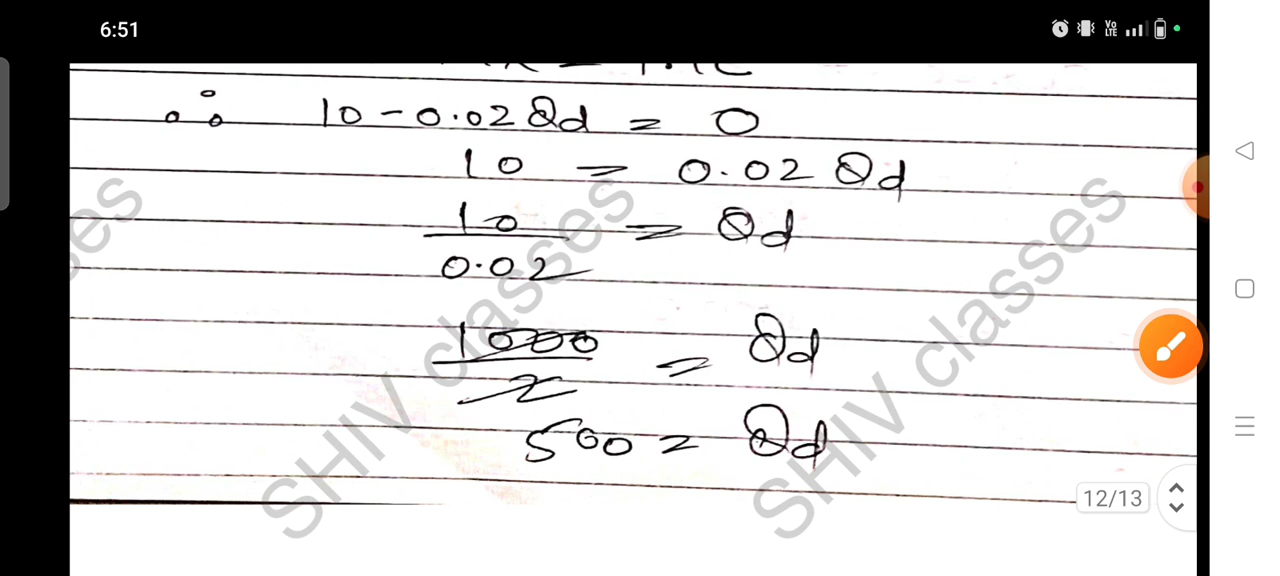 6:51
∴ 10 - 0.02 Qd = 0
10 = 0.02 Qd
10/0.02 = Qd
1000/2 = Qd
500 = Qd
SHIV classes
SHIV classes
12/13